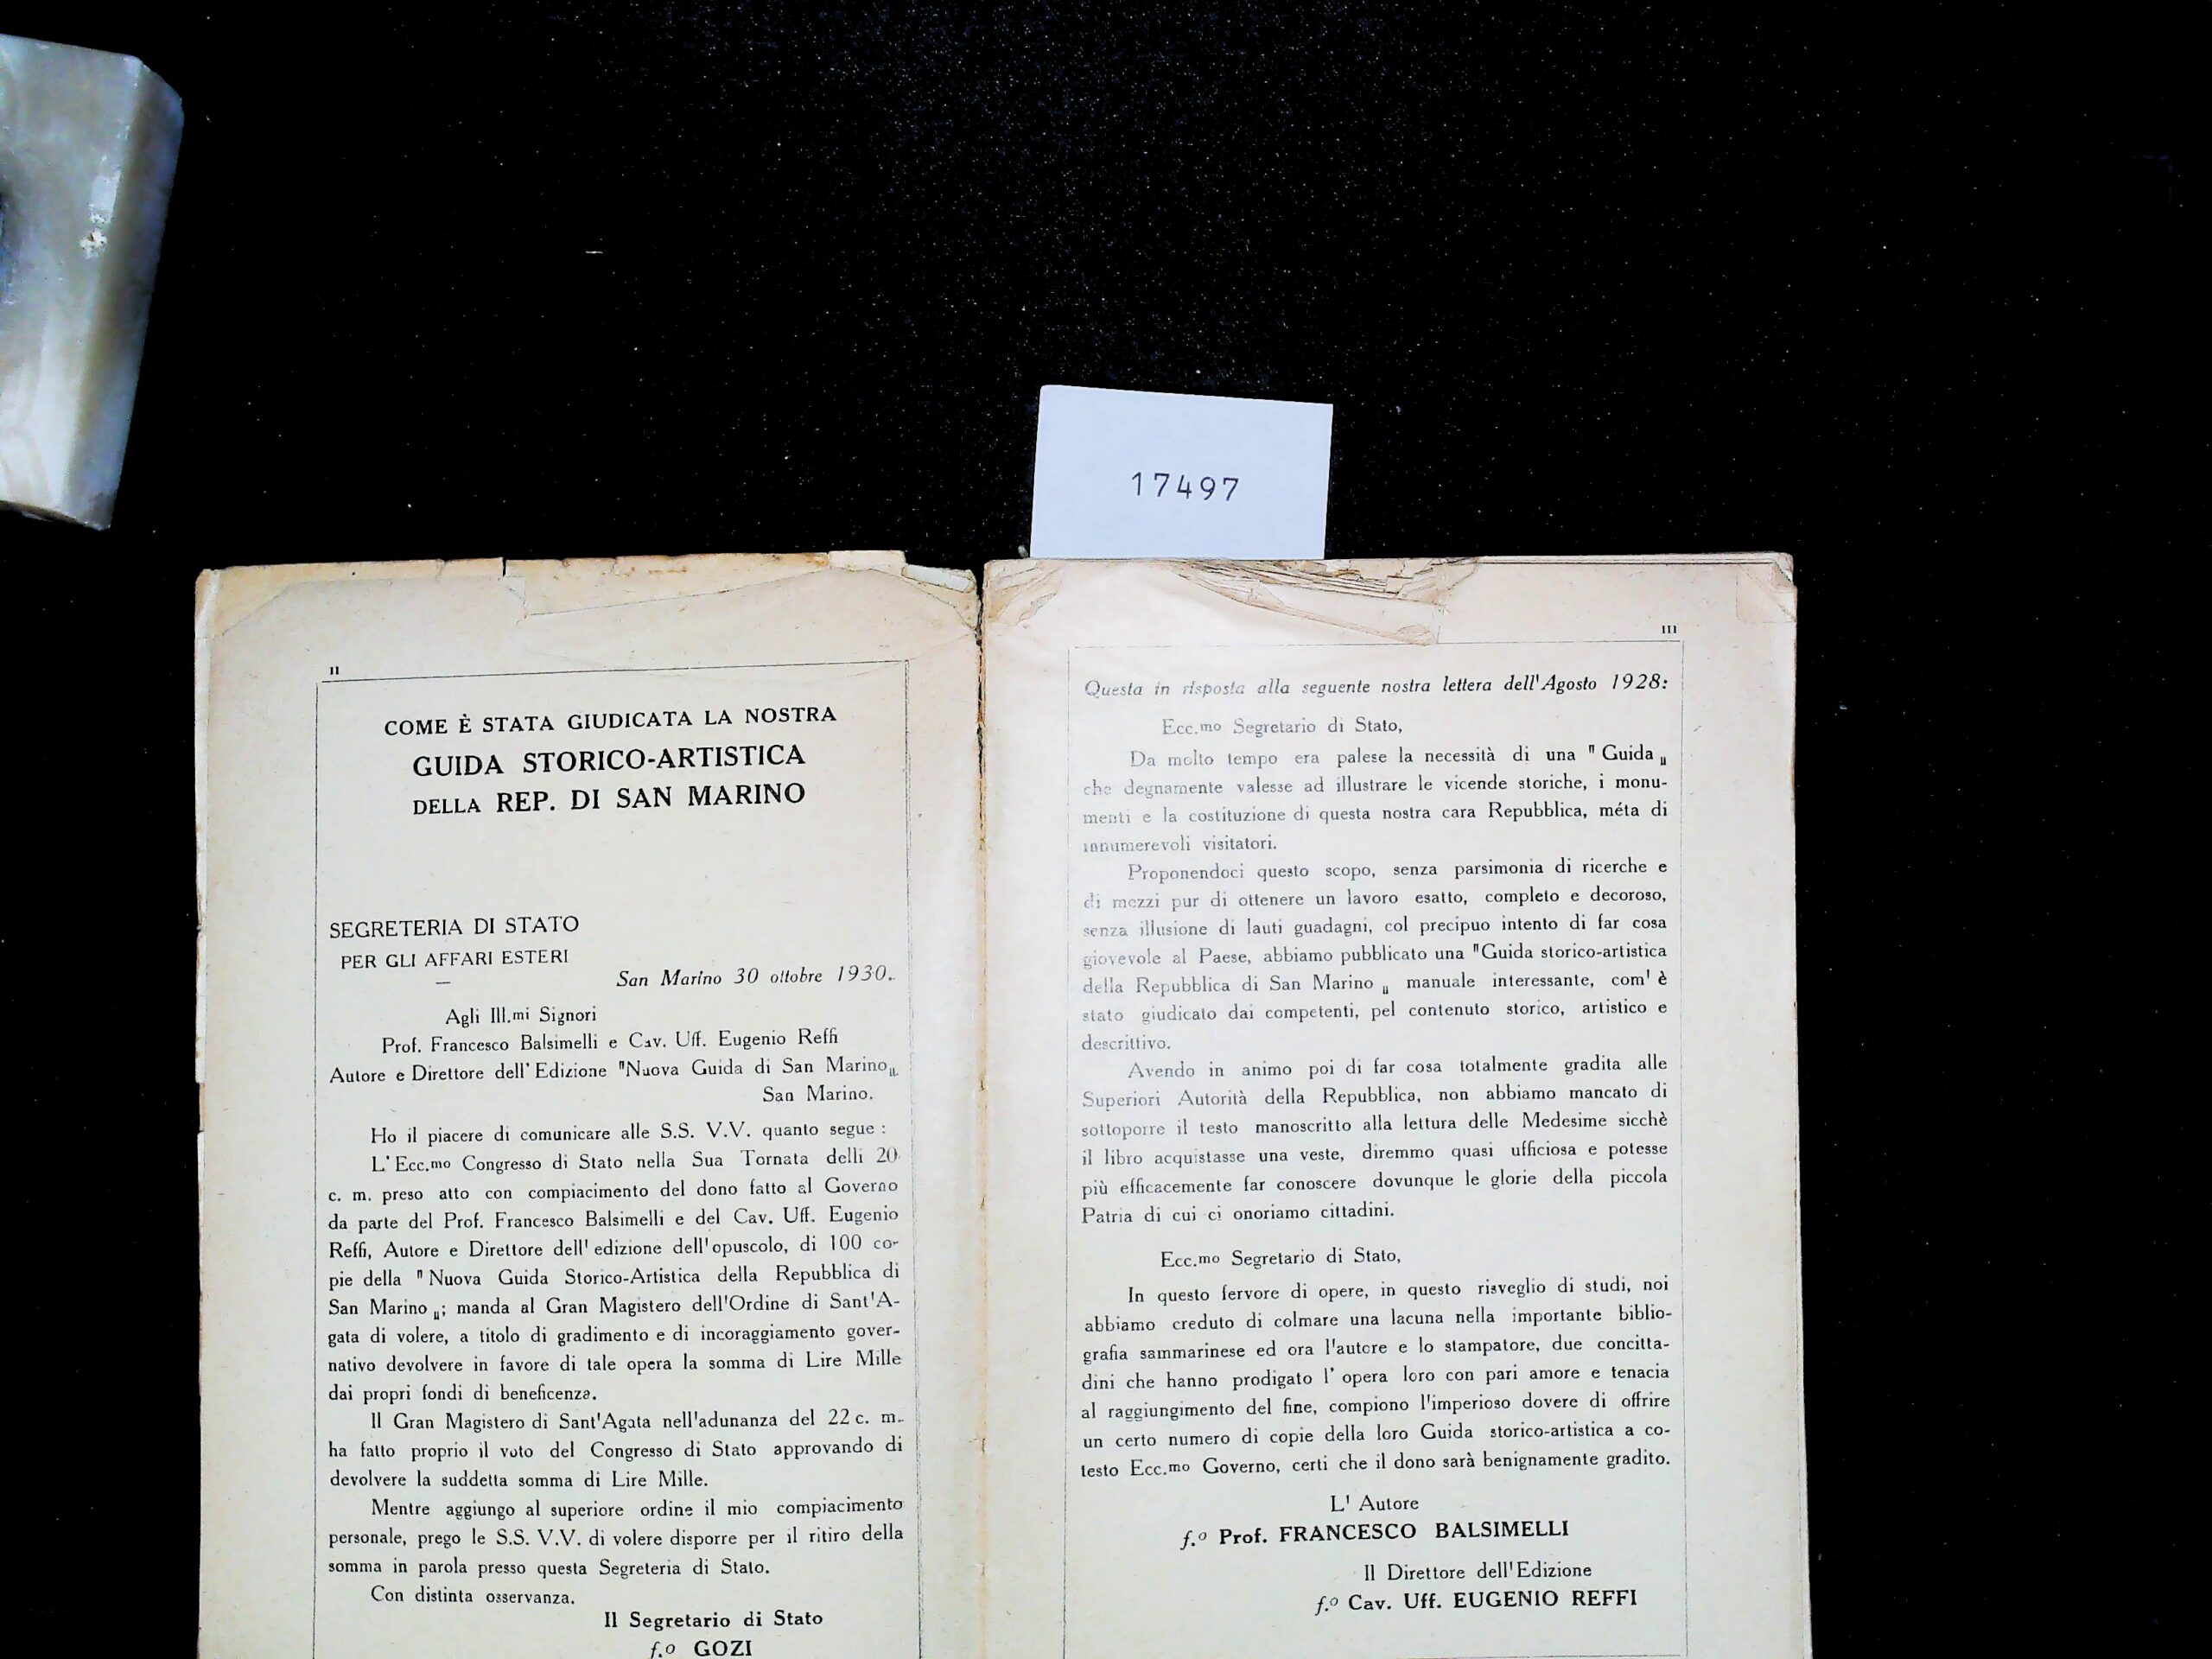 17497
II
COME È STATA GIUDICATA LA NOSTRA
GUIDA STORICO-ARTISTICA
DELLA REP. DI SAN MARINO
SEGRETERIA DI STATO
PER GLI AFFARI ESTERI
—
San Marino 30 ottobre 1930.
Agli Ill.mi Signori
Prof. Francesco Balsimelli e Cav. Uff. Eugenio Reffi
Autore e Direttore dell' Edizione "Nuova Guida di San Marino„
San Marino.
Ho il piacere di comunicare alle S.S. V.V. quanto segue :
L'Ecc.mo Congresso di Stato nella Sua Tornata delli 20
c. m. preso atto con compiacimento del dono fatto al Governo
da parte del Prof. Francesco Balsimelli e del Cav. Uff. Eugenio
Reffi, Autore e Direttore dell' edizione dell'opuscolo, di 100 co-
pie della " Nuova Guida Storico-Artistica della Repubblica di
San Marino „; manda al Gran Magistero dell'Ordine di Sant'A-
gata di volere, a titolo di gradimento e di incoraggiamento gover-
nativo devolvere in favore di tale opera la somma di Lire Mille
dai propri fondi di beneficenza.
Il Gran Magistero di Sant'Agata nell'adunanza del 22 c. m.
ha fatto proprio il voto del Congresso di Stato approvando di
devolvere la suddetta somma di Lire Mille.
Mentre aggiungo al superiore ordine il mio compiacimento
personale, prego le S.S. V.V. di volere disporre per il ritiro della
somma in parola presso questa Segreteria di Stato.
Con distinta osservanza.
Il Segretario di Stato
f.o GOZI
III
Questa in risposta alla seguente nostra lettera dell'Agosto 1928:
Ecc.mo Segretario di Stato,
Da molto tempo era palese la necessità di una " Guida „
che degnamente valesse ad illustrare le vicende storiche, i monu-
menti e la costituzione di questa nostra cara Repubblica, méta di
innumerevoli visitatori.
Proponendoci questo scopo, senza parsimonia di ricerche e
di mezzi pur di ottenere un lavoro esatto, completo e decoroso,
senza illusione di lauti guadagni, col precipuo intento di far cosa
giovevole al Paese, abbiamo pubblicato una "Guida storico-artistica
della Repubblica di San Marino „ manuale interessante, com' è
stato giudicato dai competenti, pel contenuto storico, artistico e
descrittivo.
Avendo in animo poi di far cosa totalmente gradita alle
Superiori Autorità della Repubblica, non abbiamo mancato di
sottoporre il testo manoscritto alla lettura delle Medesime sicchè
il libro acquistasse una veste, diremmo quasi ufficiosa e potesse
più efficacemente far conoscere dovunque le glorie della piccola
Patria di cui ci onoriamo cittadini.
Ecc.mo Segretario di Stato,
In questo fervore di opere, in questo risveglio di studi, noi
abbiamo creduto di colmare una lacuna nella importante biblio-
grafia sammarinese ed ora l'autore e lo stampatore, due concitta-
dini che hanno prodigato l' opera loro con pari amore e tenacia
al raggiungimento del fine, compiono l'imperioso dovere di offrire
un certo numero di copie della loro Guida storico-artistica a co-
testo Ecc.mo Governo, certi che il dono sarà benignamente gradito.
L' Autore
f.o Prof. FRANCESCO BALSIMELLI
Il Direttore dell'Edizione
f.o Cav. Uff. EUGENIO REFFI